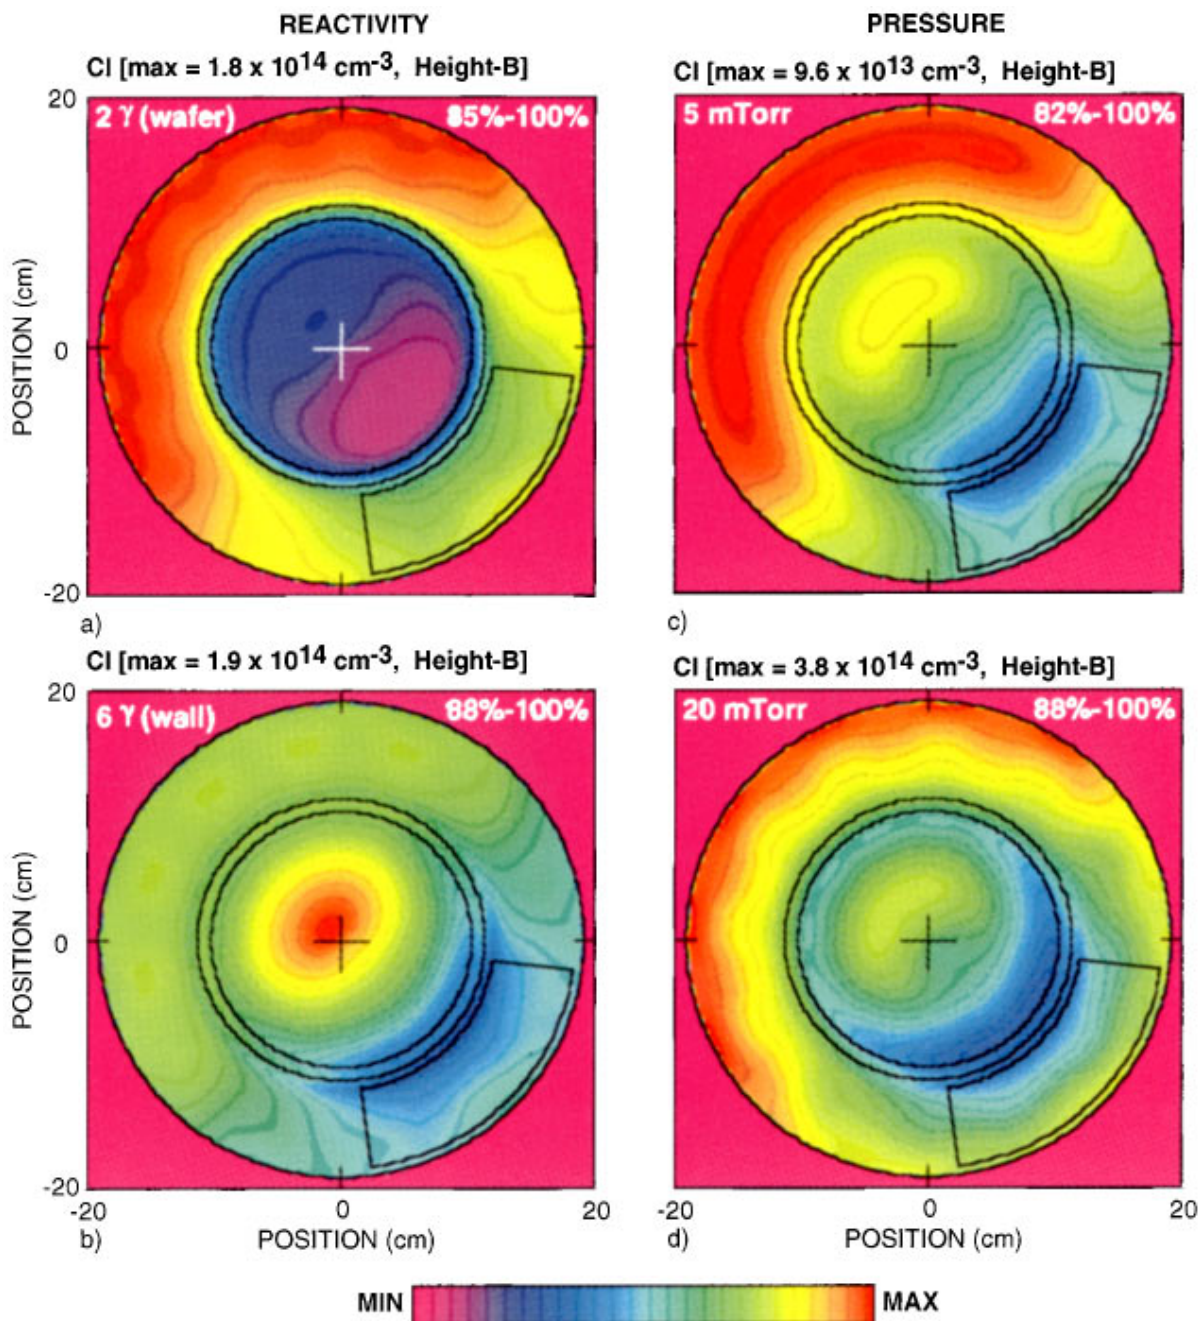 REACTIVITY
Cl [max = 1.8 x 10^14 cm^-3, Height-B]
2 γ (wafer) 85%-100%
20
0
-20
POSITION (cm)
a)
PRESSURE
Cl [max = 9.6 x 10^13 cm^-3, Height-B]
5 mTorr 82%-100%
c)
Cl [max = 1.9 x 10^14 cm^-3, Height-B]
6 γ (wall) 88%-100%
20
0
-20
POSITION (cm)
-20 0 20
b) POSITION (cm)
Cl [max = 3.8 x 10^14 cm^-3, Height-B]
20 mTorr 88%-100%
-20 0 20
d) POSITION (cm)
MIN MAX